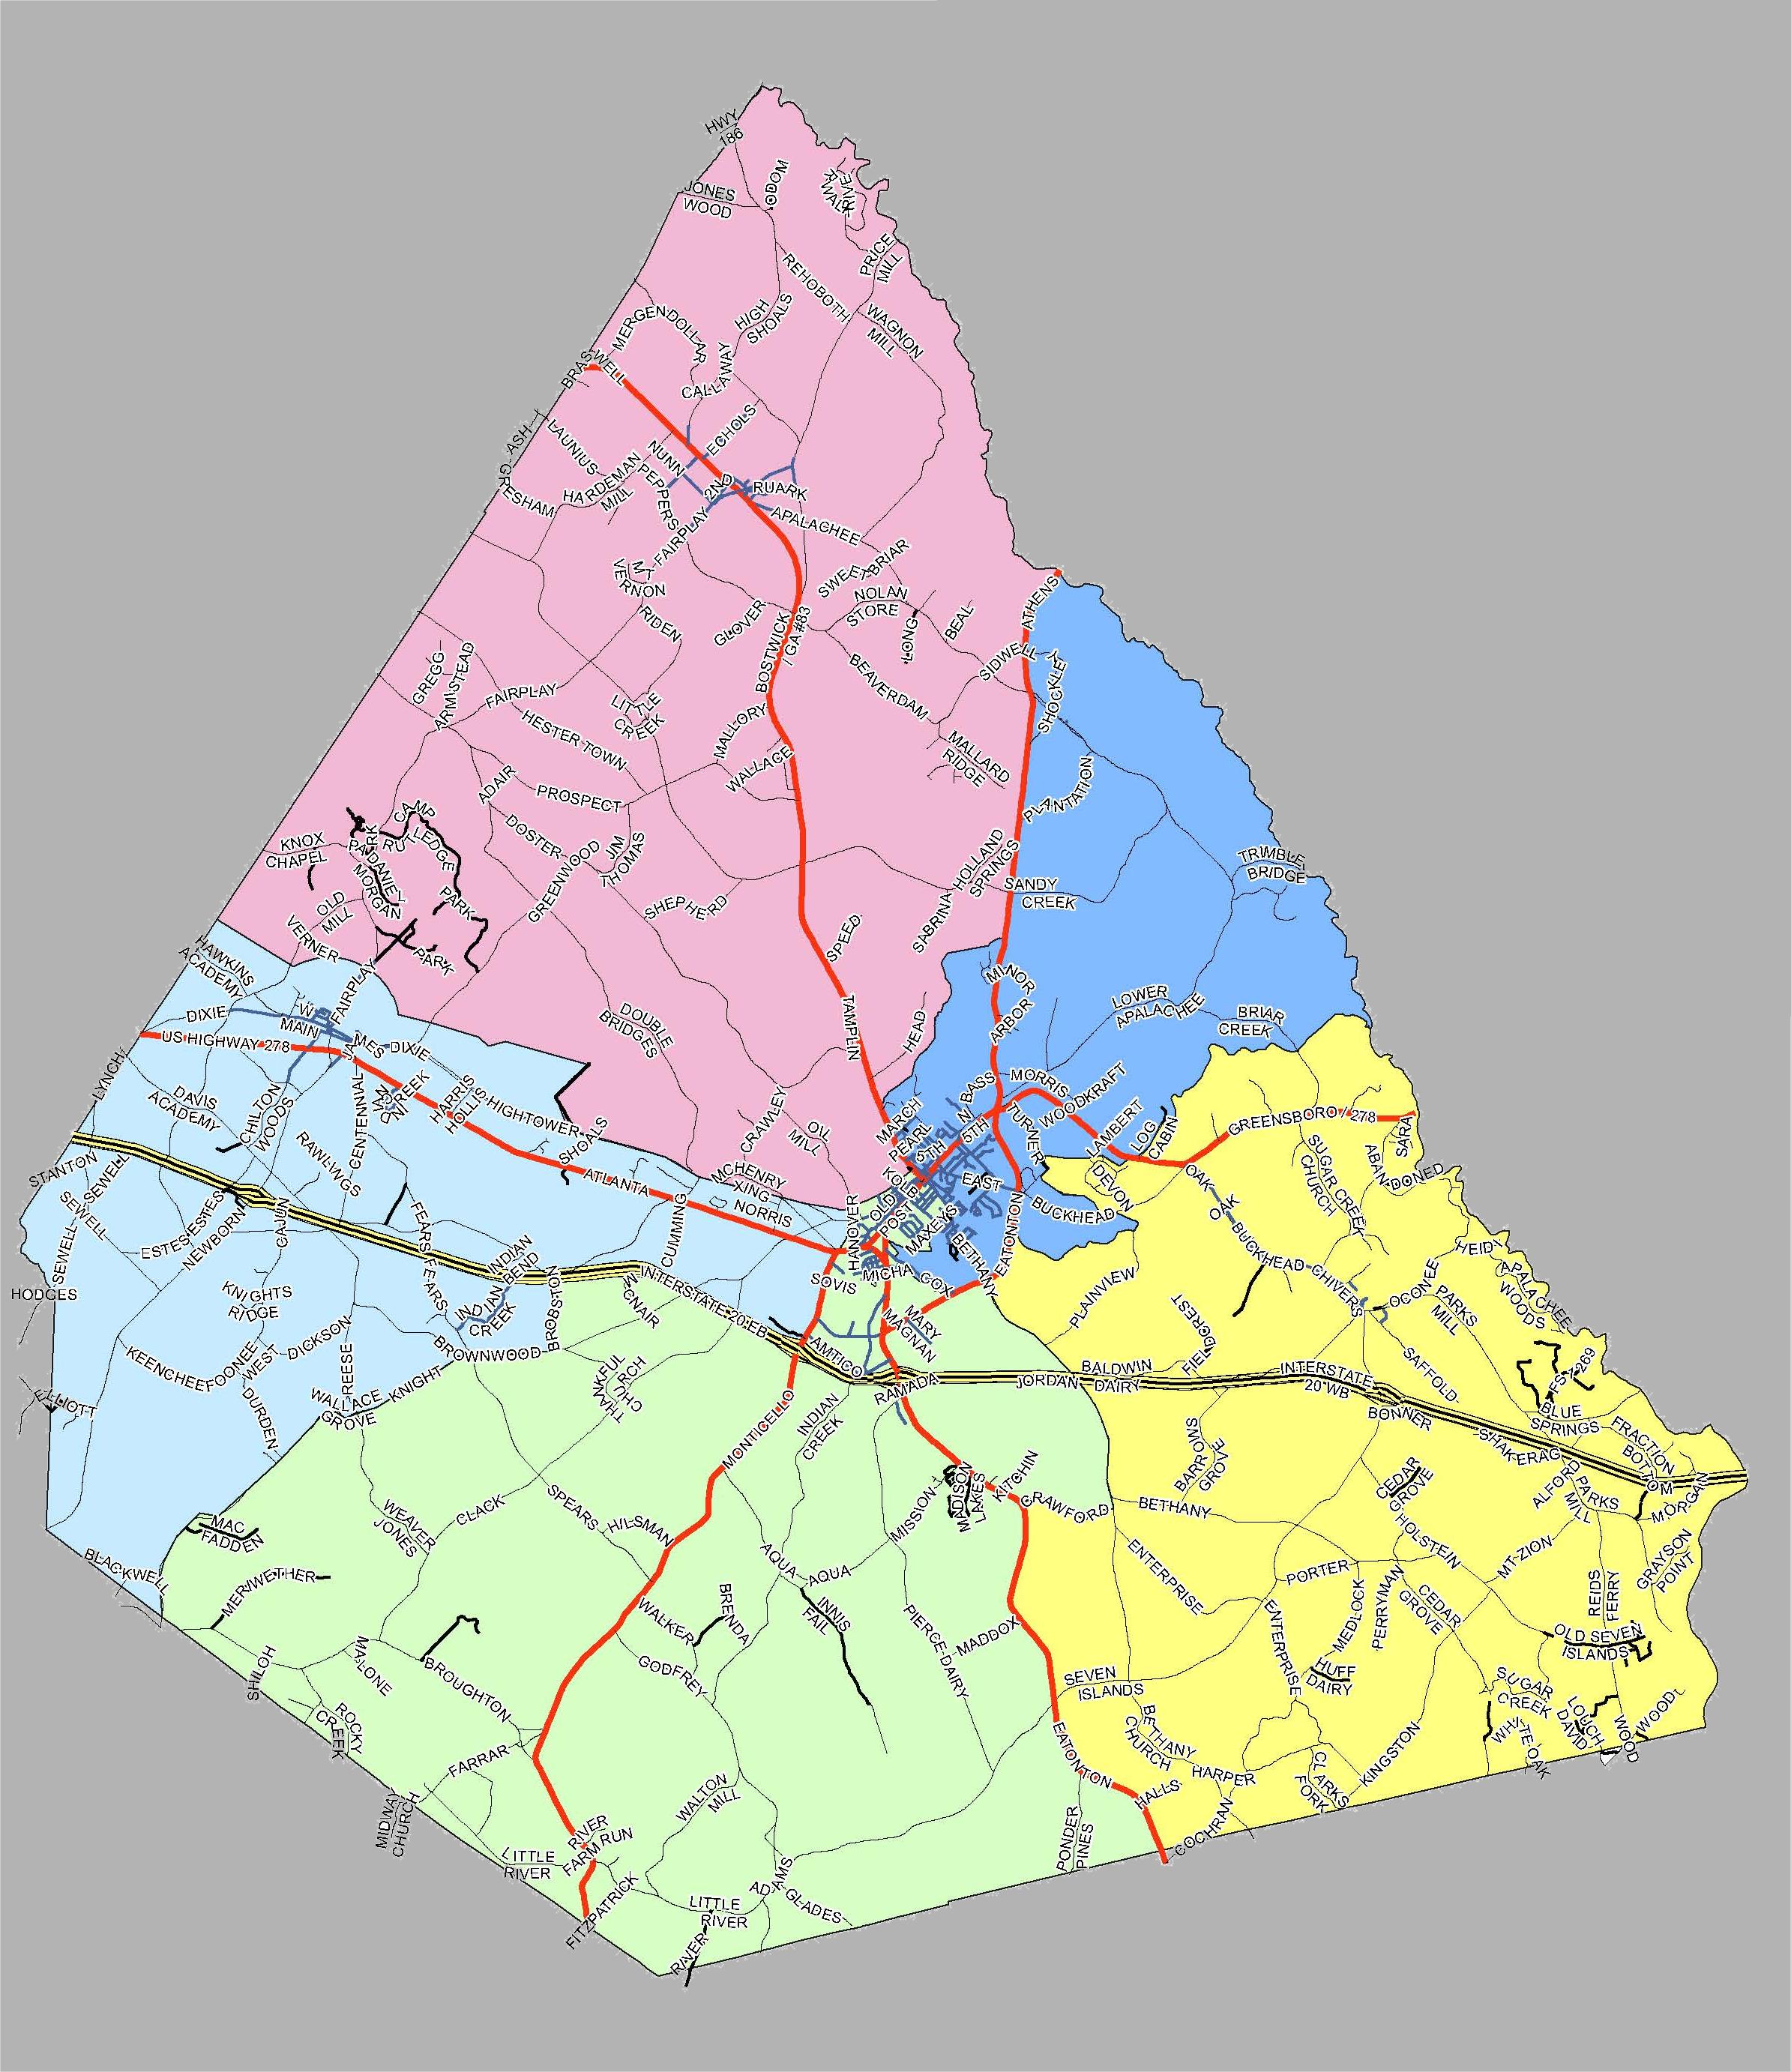 HWY
186
JONES
WOOD
ODOM
RIVER
WALK
PRICE
MILL
REHOBOTH
WAGNON
MILL
HIGH
SHOALS
MERGENDOLLAR
CALLAWAY
BRASWELL
ECHOLS
ASH
LAUNIUS
NUNN
GRESHAM
HARDEMAN
MILL
PEPPERS
2ND
RUARK
APALACHEE
FAIRPLAY
MT
VERNON
SWEET BRIAR
NOLAN
STORE
RIDEN
GLOVER
BOSTWICK
/ GA #83
LONG
BEAL
ATHENS
SIDWELL
SHOCKLEY
BEAVERDAM
GREGG
ARMISTEAD
FAIRPLAY
LITTLE
CREEK
HESTER TOWN
MALLORY
WALLACE
MALLARD
RIDGE
PLANTATION
ADAIR
PROSPECT
CAMP
RUTLEDGE
KNOX
CHAPEL
PARK
DANIEY
MORGAN
DOSTER
JIM
THOMAS
GREENWOOD
HOLLAND
SPRINGS
TRIMBLE
BRIDGE
OLD
MILL
PARK
SHEPHERD
SANDY
CREEK
SABRINA
SPEED
VERNER
PARK
HAWKINS
ACADEMY
FAIRPLAY
MINOR
DIXIE
W
MAIN
DOUBLE
BRIDGES
TAMPLIN
HEAD
ARBOR
LOWER
APALACHEE
BRIAR
CREEK
US HIGHWAY 278
JAMES
DIXIE
LYNCH
DAVIS
ACADEMY
CHILTON
WOODS
CENTENNIAL
HARRIS
HOLLIS
HIGHTOWER
SHOALS
CRAWLEY
OIL
MILL
MARCH
PEARL
5TH
N
BASS
5TH
MORRIS
WOODKRAFT
TURNER
LAMBERT
LOG
CABIN
GREENSBORO / 278
SARAI
STANTON
SEWELL
SEWELL
RAWLINGS
ATLANTA
MCHENRY
XING
NORRIS
CUMMING
KOLB
OLD
POST
EAST
BUCKHEAD
DEVON
OAK
OAK
SUGAR CREEK
CHURCH
ABANDONED
ESTES
ESTES
NEWBORN
CAJUN
FEARS
FEARS
INDIAN
BEND
HANOVER
MAXEYS
BETHANY
EATONTON
BUCKHEAD
CHIVERS
HEIDI
APALACHEE
WOODS
SEWELL
HODGES
KNIGHTS
RIDGE
INDIAN
CREEK
BROBSTON
MCNAIR
INTERSTATE 20 EB
SOVIS
MICHA
COX
MARY
MAGNAN
PLAINVIEW
FIELDCREST
OCONEE
PARKS
MILL
KEENCHEEFOONEE
WEST
DICKSON
REESE
BROWNWOOD
THANKFUL
CHURCH
AMTICO
RAMADA
JORDAN
BALDWIN
DAIRY
INTERSTATE
20 WB
SAFFOLD
FS 1269
ELLIOTT
DURDEN
WALLACE
GROVE
KNIGHT
MONTICELLO
INDIAN
CREEK
BONNER
BLUE
SPRINGS
FRACTION
BOTTOM
SHAKERAG
BARROWS
GROVE
CEDAR
GROVE
ALFORD
PARKS
MILL
MORGAN
MAC
FADDEN
WEAVER
JONES
CLACK
SPEARS
HILSMAN
MISSION
MADISON
LAKES
KITCHIN
CRAWFORD
BETHANY
HOLSTEIN
MT ZION
GRAYSON
POINT
BLACKWELL
MERIWETHER
AQUA
AQUA
ENTERPRISE
PORTER
REIDS
FERRY
WALKER
BRENDA
INNIS
FAIL
PIERCE DAIRY
MADDOX
ENTERPRISE
MEDLOCK
PERRYMAN
CEDAR
GROVE
OLD SEVEN
ISLANDS
SHILOH
MALONE
BROUGHTON
GODFREY
SEVEN
ISLANDS
HUFF
DAIRY
SUGAR
CREEK
LOUCH
DAVID
WOOD
WOOD
ROCKY
CREEK
BETHANY
CHURCH
WHITE OAK
FARRAR
EATONTON
HARPER
CLARKS
FORK
KINGSTON
MIDWAY
CHURCH
WALTON
MILL
HALLS
COCHRAN
RIVER
FARM RUN
LITTLE
RIVER
PONDER
PINES
FITZPATRICK
ADAMS
GLADES
LITTLE
RIVER
RIVER